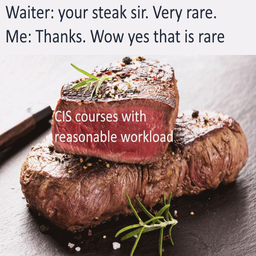 Waiter: your steak sir. Very rare.
Me: Thanks. Wow yes that is rare
CIS courses with
reasonable workload